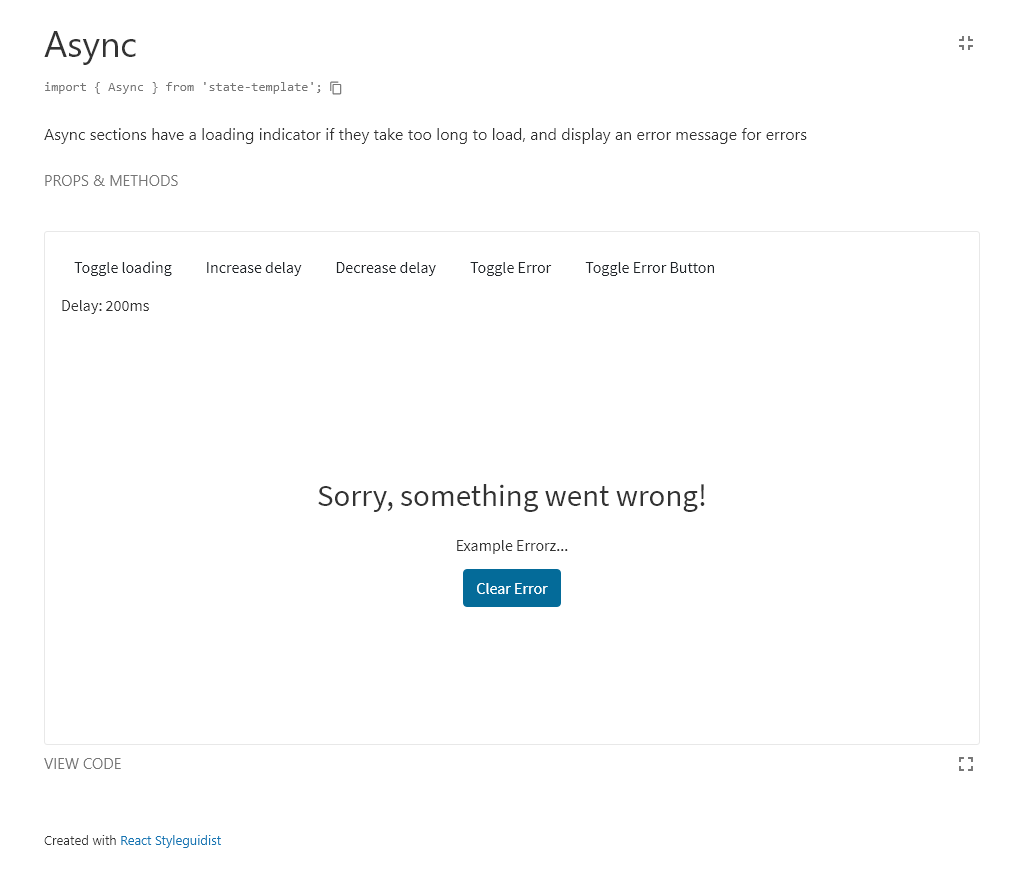 Async
import { Async } from 'state-template';
Async sections have a loading indicator if they take too long to load, and display an error message for errors
PROPS & METHODS
Toggle loading Increase delay Decrease delay Toggle Error Toggle Error Button
Delay: 200ms
Sorry, something went wrong!
Example Errorz...
Clear Error
VIEW CODE
Created with React Styleguidist